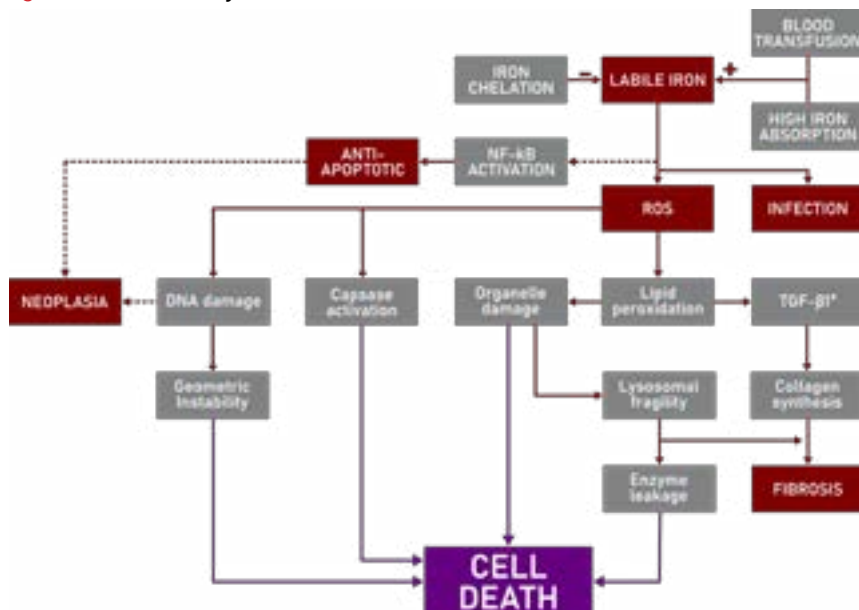 BLOOD
TRANSFUSION
IRON
CHELATION
-
LABILE IRON
+
HIGH IRON
ABSORPTION
ANTI-
APOPTOTIC
NF-kB
ACTIVATION
ROS
INFECTION
NEOPLASIA
DNA damage
Capsase
activation
Organelle
damage
Lipid
peroxidation
TGF-β1*
Geometric
Instability
Lysosomal
fragility
Collagen
synthesis
Enzyme
leakage
FIBROSIS
CELL
DEATH